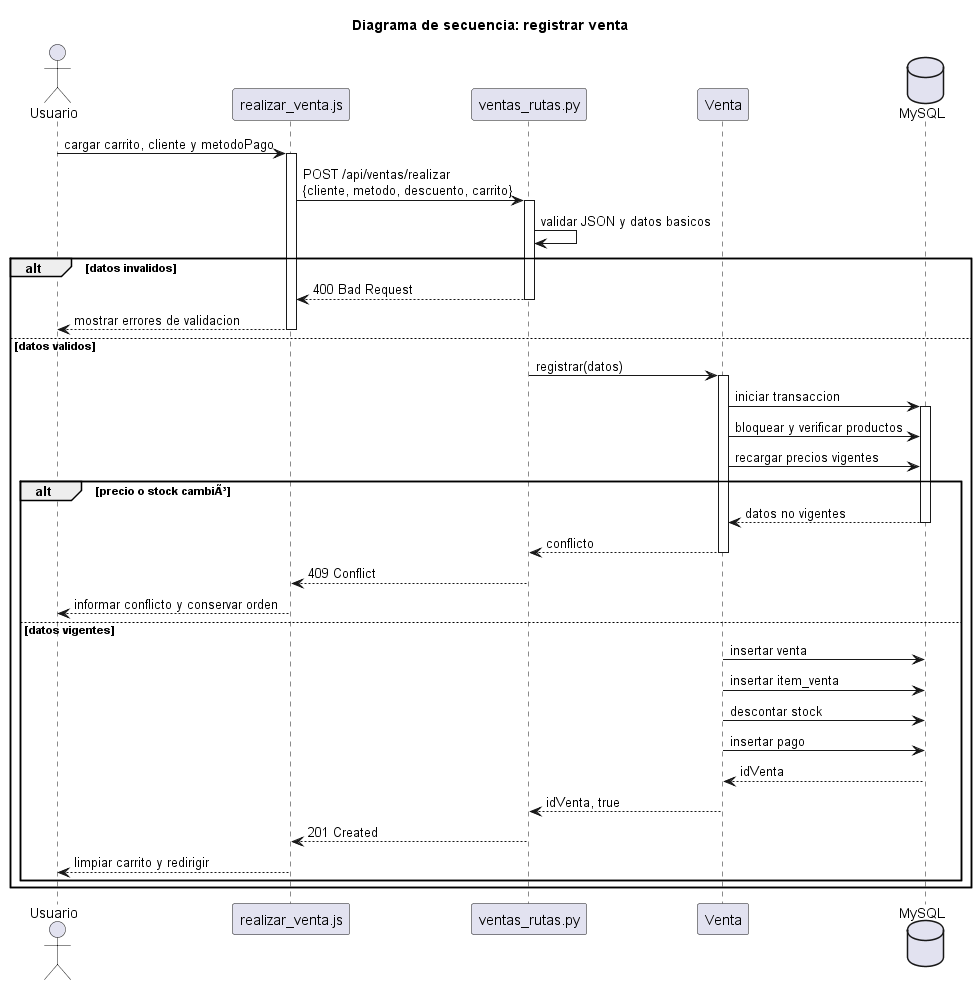 Diagrama de secuencia: registrar venta
Usuario
realizar_venta.js
ventas_rutas.py
Venta
MySQL
cargar carrito, cliente y metodoPago
POST /api/ventas/realizar
{cliente, metodo, descuento, carrito}
validar JSON y datos basicos
alt
[datos invalidos]
400 Bad Request
mostrar errores de validacion
[datos validos]
registrar(datos)
iniciar transaccion
bloquear y verificar productos
recargar precios vigentes
alt
[precio o stock cambiÃ³]
datos no vigentes
conflicto
409 Conflict
informar conflicto y conservar orden
[datos vigentes]
insertar venta
insertar item_venta
descontar stock
insertar pago
idVenta
idVenta, true
201 Created
limpiar carrito y redirigir
Usuario
realizar_venta.js
ventas_rutas.py
Venta
MySQL